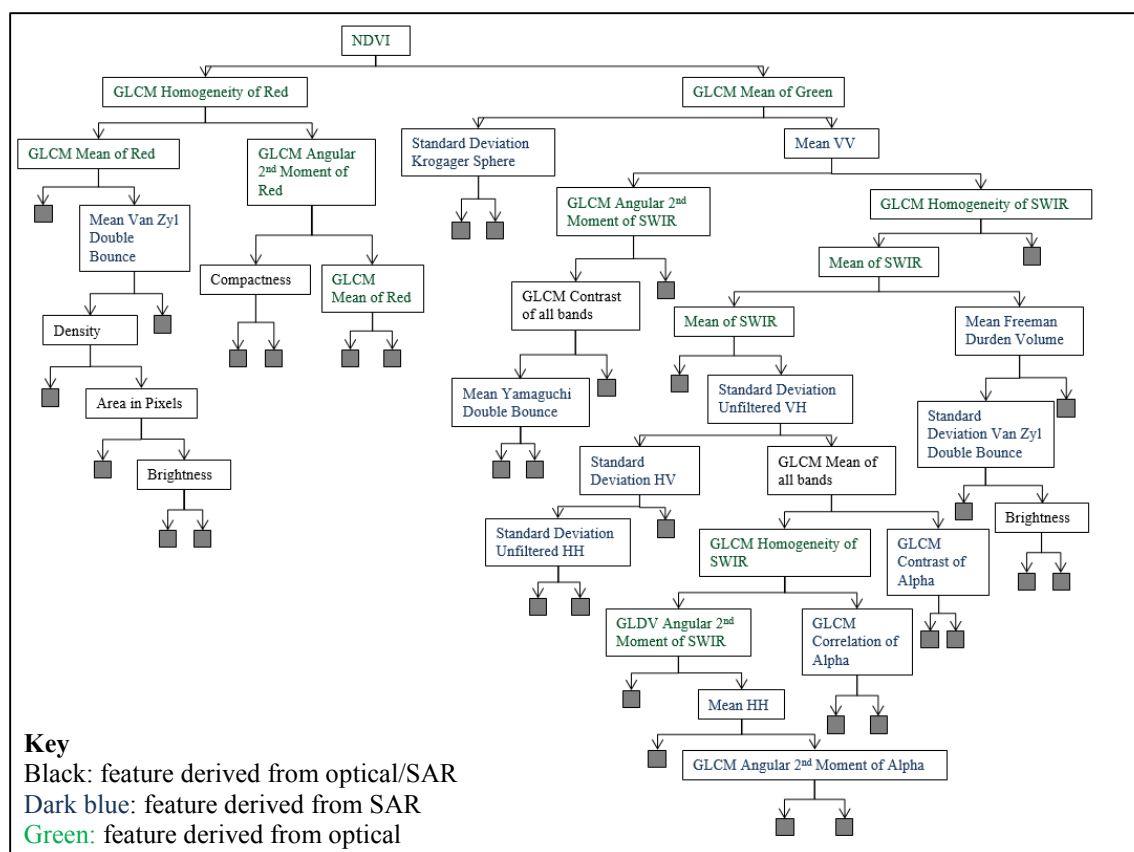 NDVI
GLCM Homogeneity of Red
GLCM Mean of Green
GLCM Mean of Red
GLCM Angular
2nd Moment of
Red
Standard Deviation
Krogager Sphere
Mean VV
Mean Van Zyl
Double
Bounce
GLCM Angular 2nd
Moment of SWIR
GLCM Homogeneity of SWIR
Mean of SWIR
Compactness
GLCM
Mean of Red
GLCM Contrast
of all bands
Mean of SWIR
Mean Freeman
Durden Volume
Density
Mean Yamaguchi
Double Bounce
Standard Deviation
Unfiltered VH
Standard
Deviation Van Zyl
Double Bounce
Area in Pixels
Brightness
Standard
Deviation HV
GLCM Mean of
all bands
Brightness
Standard Deviation
Unfiltered HH
GLCM Homogeneity of
SWIR
GLCM
Contrast of
Alpha
GLDV Angular 2nd
Moment of SWIR
GLCM
Correlation of
Alpha
Mean HH
GLCM Angular 2nd Moment of Alpha
Key
Black: feature derived from optical/SAR
Dark blue: feature derived from SAR
Green: feature derived from optical